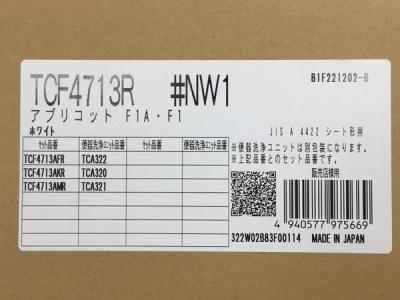 B1F221202-B
TCF4713R #NW1
アプリコット F1A・F1
ホワイト
JIS A 4422 シート形用
※便器洗浄ユニットは別包装になります。
※上記品番とのセット品番です。
販売店様用
セット品番 便器洗浄ユニット品番 セット品番 便器洗浄ユニット品番
TCF4713AFR TCA322
TCF4713AKR TCA320
TCF4713AMR TCA321
4 940577 975669
322W02B83F00114 MADE IN JAPAN